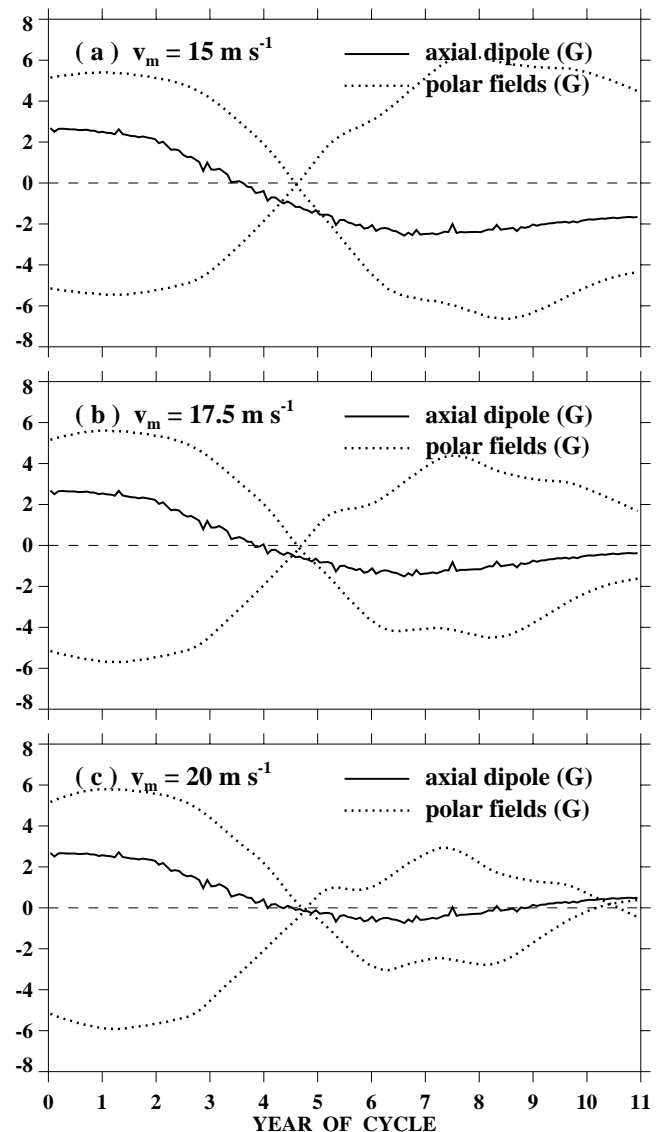 8
( a ) vm = 15 m s-1
axial dipole (G)
6
polar fields (G)
4
2
0
-2
-4
-6
-8
8
( b ) vm = 17.5 m s-1
axial dipole (G)
6
polar fields (G)
4
2
0
-2
-4
-6
-8
8
( c ) vm = 20 m s-1
axial dipole (G)
6
polar fields (G)
4
2
0
-2
-4
-6
-8
0 1 2 3 4 5 6 7 8 9 10 11
YEAR OF CYCLE